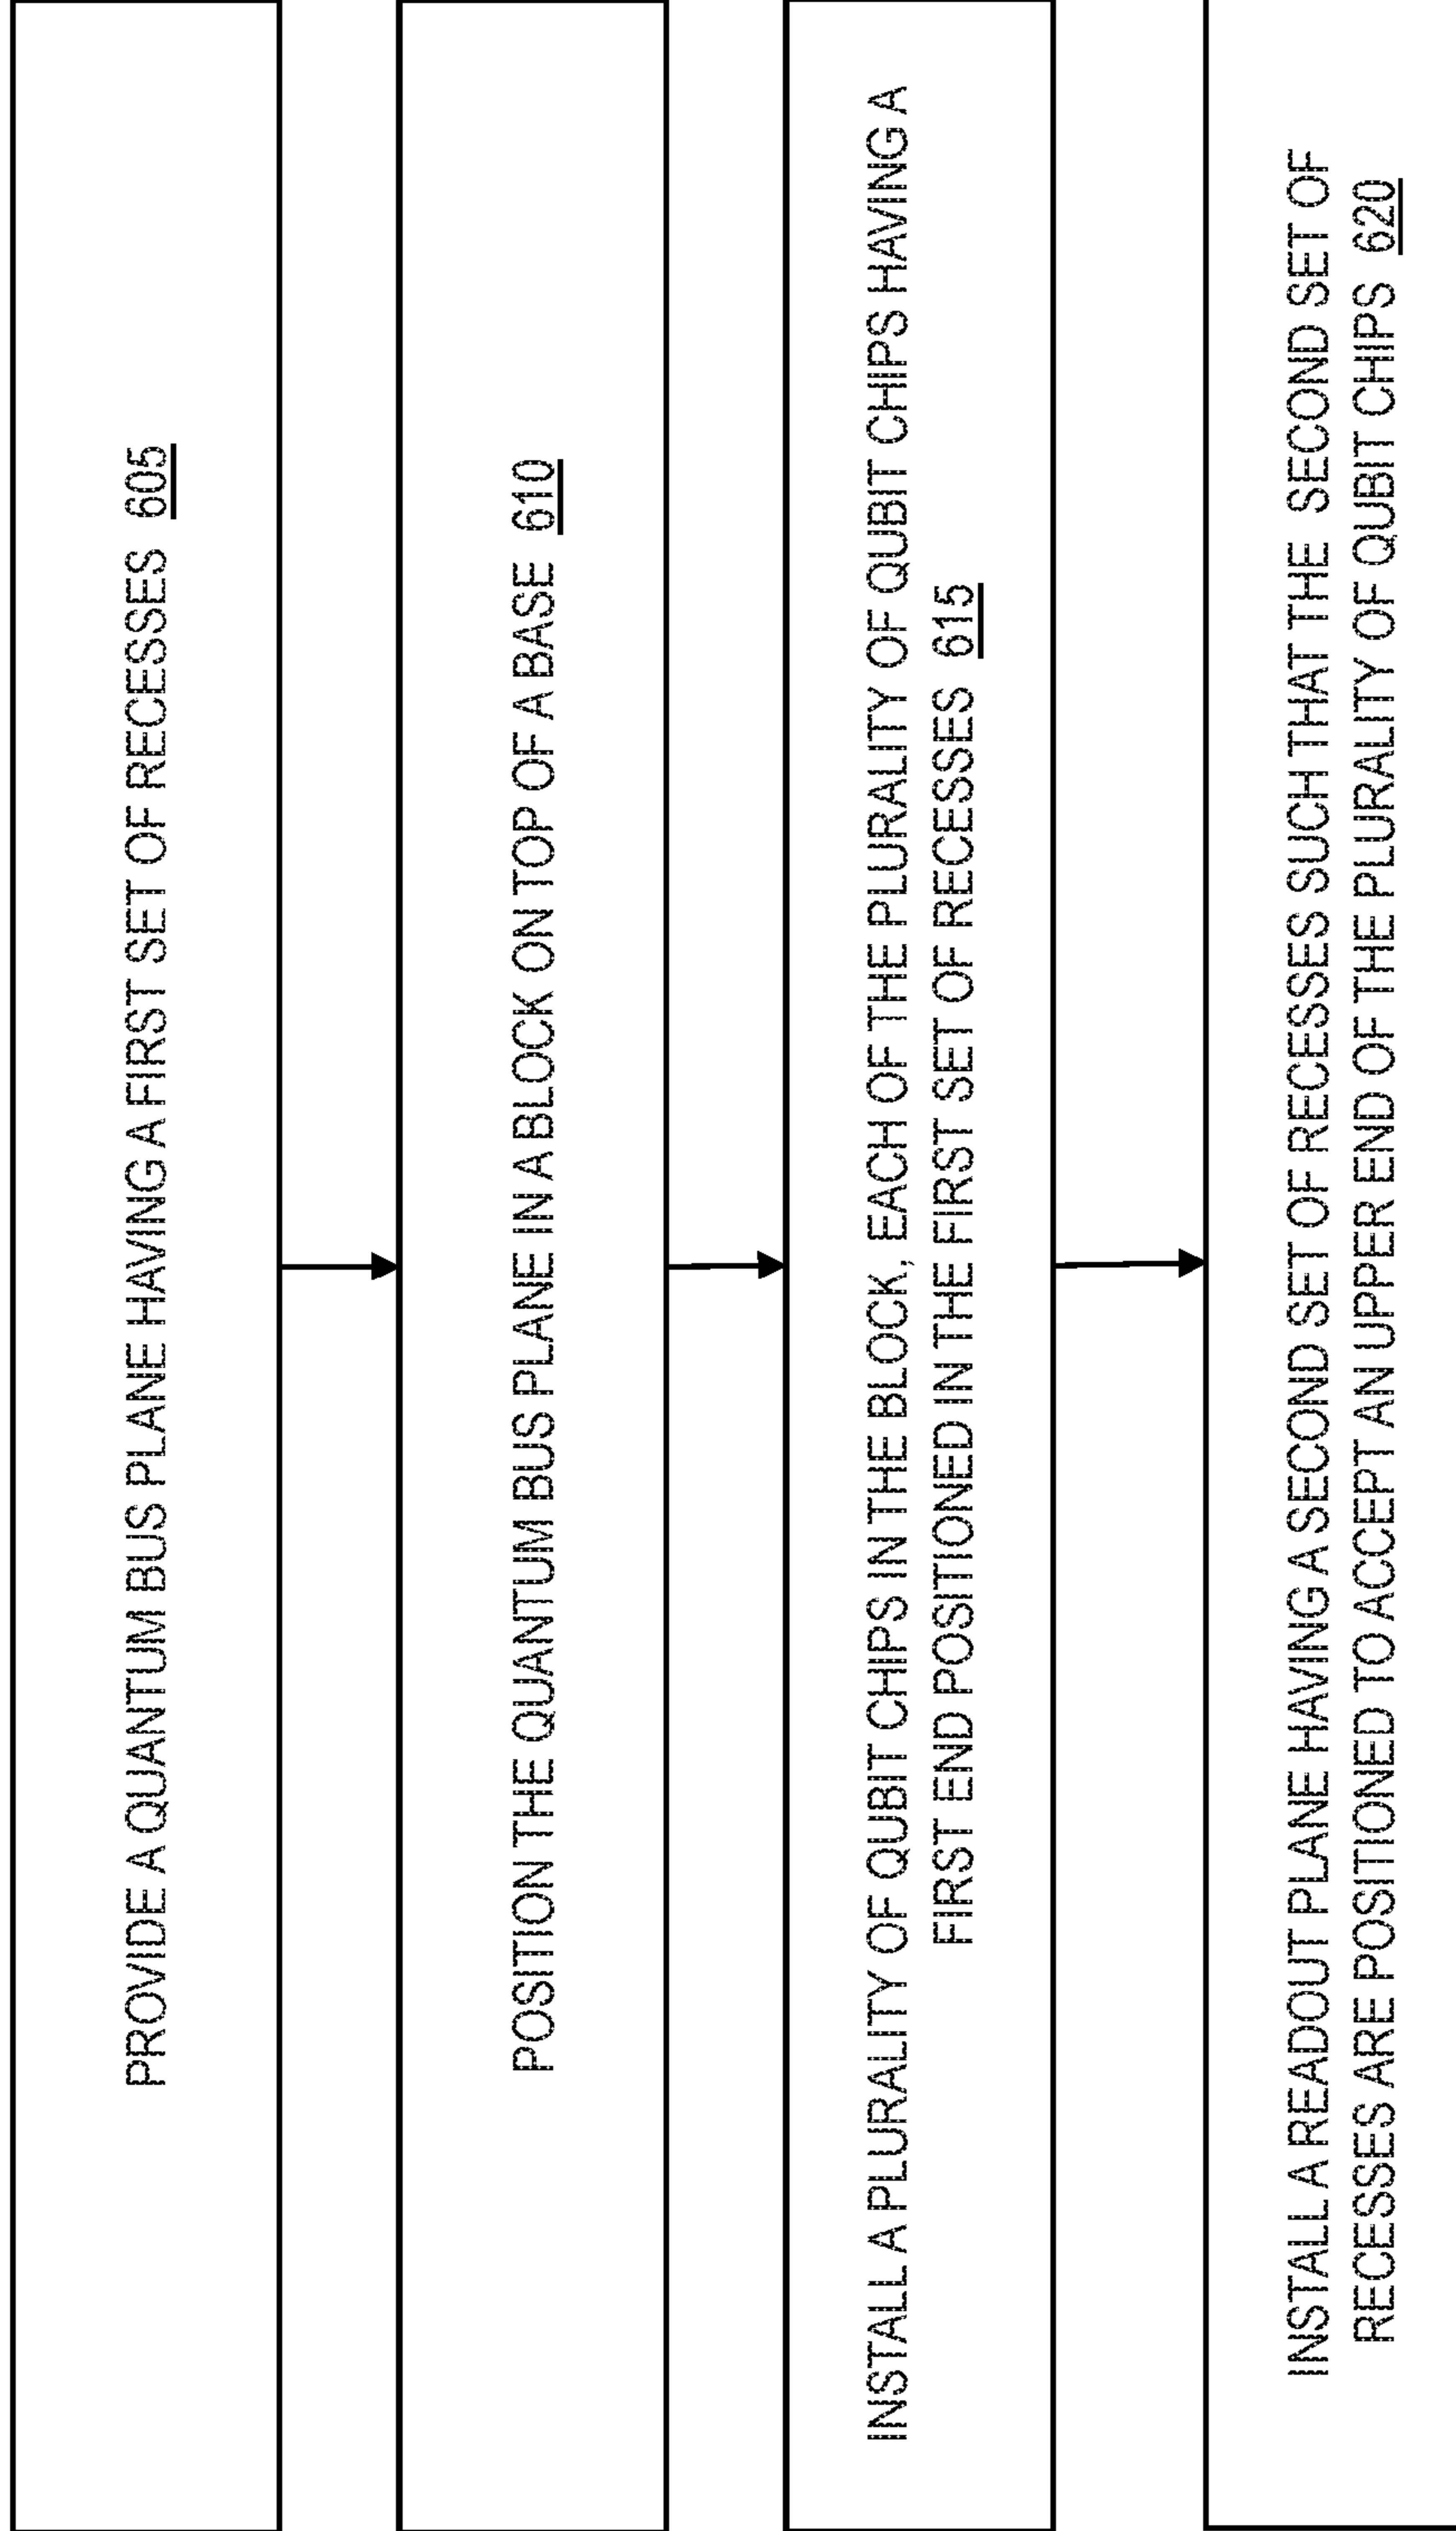 PROVIDE A QUANTUM BUS PLANE HAVING A FIRST SET OF RECESSES 605
POSITION THE QUANTUM BUS PLANE IN A BLOCK ON TOP OF A BASE 610
INSTALL A PLURALITY OF QUBIT CHIPS IN THE BLOCK, EACH OF THE PLURALITY OF QUBIT CHIPS HAVING A
FIRST END POSITIONED IN THE FIRST SET OF RECESSES 615
INSTALL A READOUT PLANE HAVING A SECOND SET OF RECESSES SUCH THAT THE SECOND SET OF
RECESSES ARE POSITIONED TO ACCEPT AN UPPER END OF THE PLURALITY OF QUBIT CHIPS 620